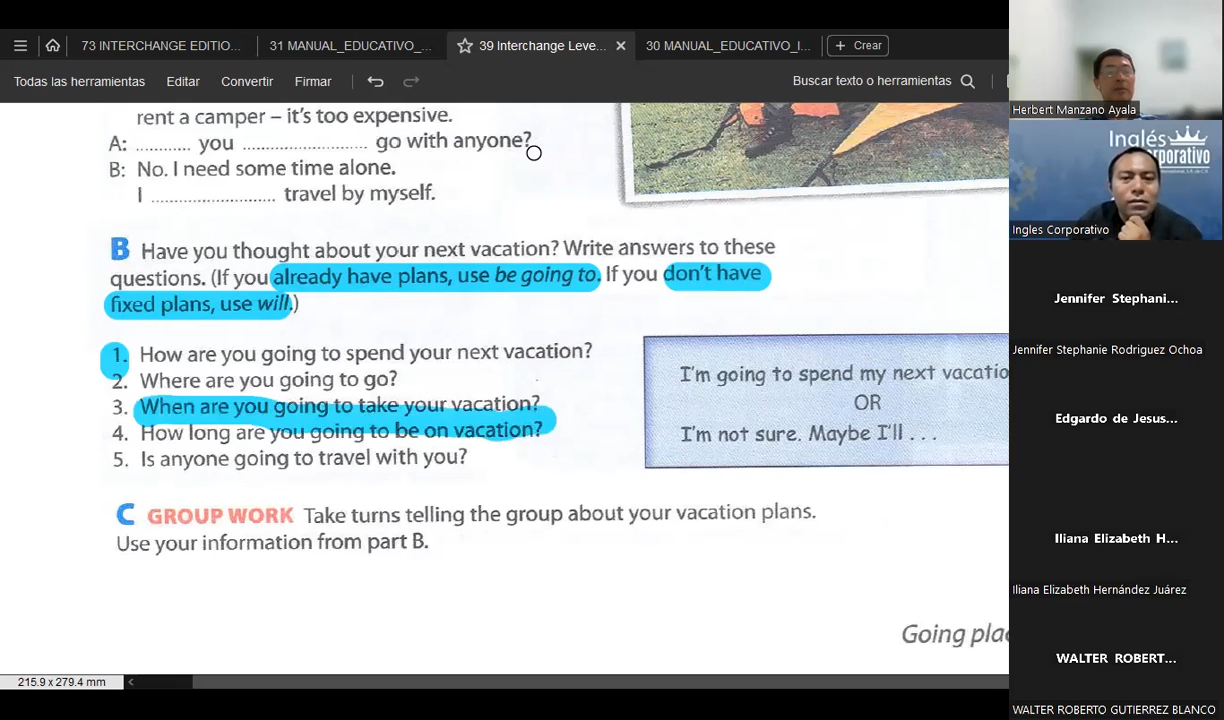 73 INTERCHANGE EDITIO... 31 MANUAL_EDUCATIVO_... 39 Interchange Leve... 30 MANUAL_EDUCATIVO_I... Crear
Todas las herramientas Editar Convertir Firmar Buscar texto o herramientas
rent a camper – it's too expensive.
A: ........... you ......................... go with anyone?
B: No. I need some time alone.
I ......................... travel by myself.
B Have you thought about your next vacation? Write answers to these
questions. (If you already have plans, use be going to. If you don't have
fixed plans, use will.)
1. How are you going to spend your next vacation?
2. Where are you going to go?
3. When are you going to take your vacation?
4. How long are you going to be on vacation?
5. Is anyone going to travel with you?
I'm going to spend my next vacatio
OR
I'm not sure. Maybe I'll . . .
C GROUP WORK Take turns telling the group about your vacation plans.
Use your information from part B.
Going plac
215.9 x 279.4 mm
Herbert Manzano Ayala
Inglés
Corporativo
Ingles Corporativo
Jennifer Stephani...
Jennifer Stephanie Rodriguez Ochoa
Edgardo de Jesus...
Iliana Elizabeth H...
Iliana Elizabeth Hernández Juárez
WALTER ROBERT...
WALTER ROBERTO GUTIERREZ BLANCO